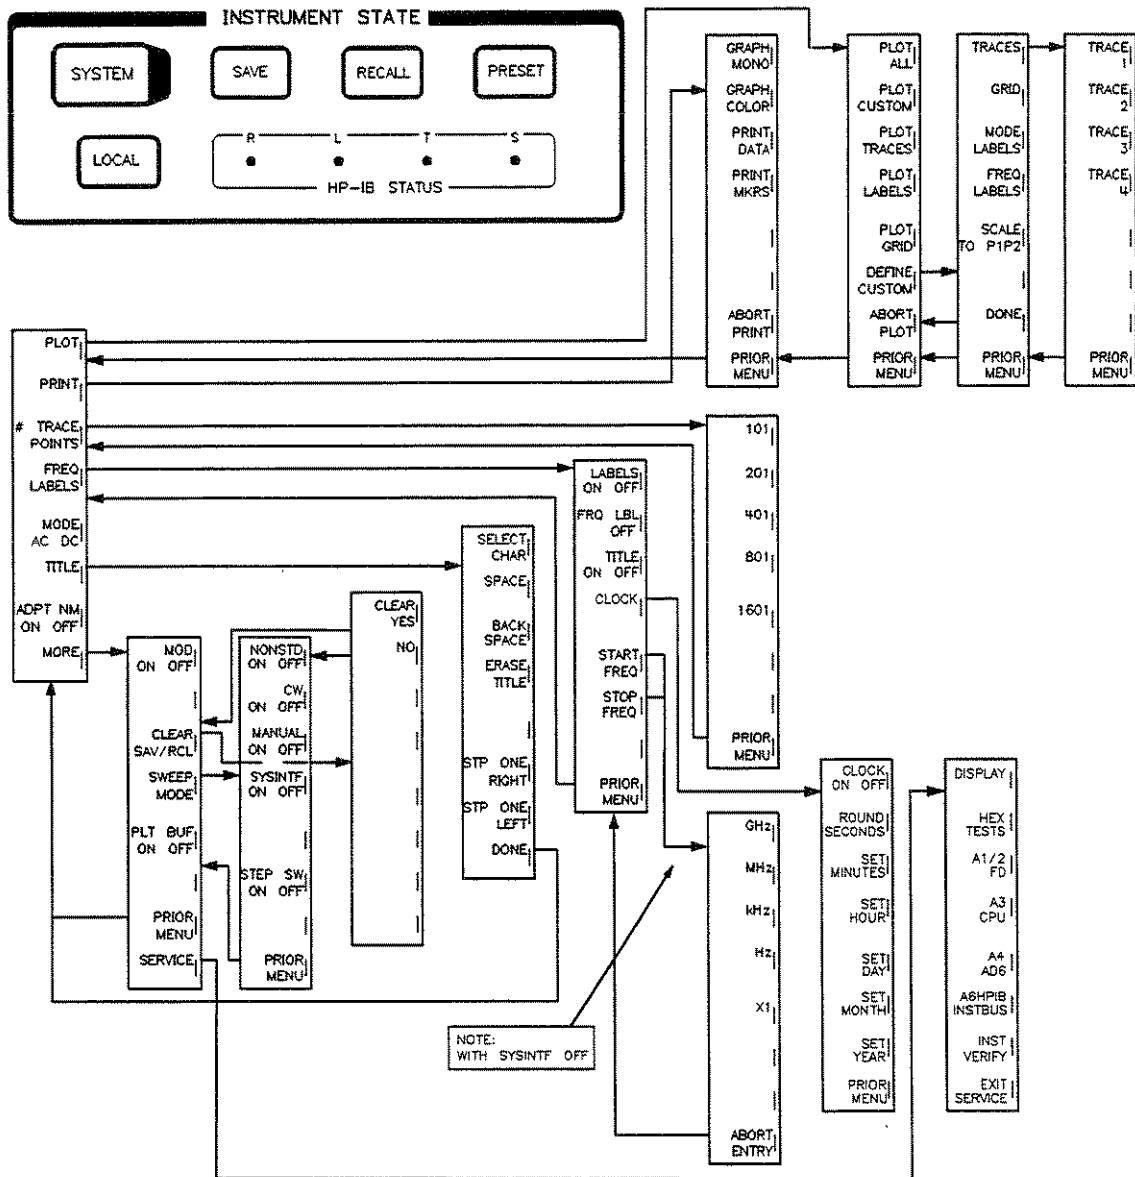 INSTRUMENT STATE
SYSTEM
SAVE
RECALL
PRESET
LOCAL
R
L
T
S
HP-IB STATUS
GRAPH
MONO
GRAPH
COLOR
PRINT
DATA
PRINT
MKRS
ABORT
PRINT
PRIOR
MENU
PLOT
ALL
PLOT
CUSTOM
PLOT
TRACES
PLOT
LABELS
PLOT
GRID
DEFINE
CUSTOM
ABORT
PLOT
PRIOR
MENU
TRACES
GRID
MODE
LABELS
FREQ
LABELS
SCALE
TO P1P2
DONE
PRIOR
MENU
TRACE
1
TRACE
2
TRACE
3
TRACE
4
PRIOR
MENU
PLOT
PRINT
# TRACE
POINTS
FREQ
LABELS
MODE
AC DC
TITLE
ADPT NM
ON OFF
MORE
MOD
ON OFF
CLEAR
SAV/RCL
SWEEP
MODE
PLT BUF
ON OFF
PRIOR
MENU
SERVICE
NONSTD
ON OFF
CW
ON OFF
MANUAL
ON OFF
SYSINTF
ON OFF
STEP SW
ON OFF
PRIOR
MENU
CLEAR
YES
NO
SELECT
CHAR
SPACE
BACK
SPACE
ERASE
TITLE
STP ONE
RIGHT
STP ONE
LEFT
DONE
LABELS
ON OFF
FRQ LBL
OFF
TITLE
ON OFF
CLOCK
START
FREQ
STOP
FREQ
PRIOR
MENU
101
201
401
801
1601
PRIOR
MENU
GHz
MHz
kHz
Hz
X1
ABORT
ENTRY
CLOCK
ON OFF
ROUND
SECONDS
SET
MINUTES
SET
HOUR
SET
DAY
SET
MONTH
SET
YEAR
PRIOR
MENU
DISPLAY
HEX
TESTS
A1/2
FD
A3
CPU
A4
AD6
A6HPIB
INSTBUS
INST
VERIFY
EXIT
SERVICE
NOTE:
WITH SYSINTF OFF